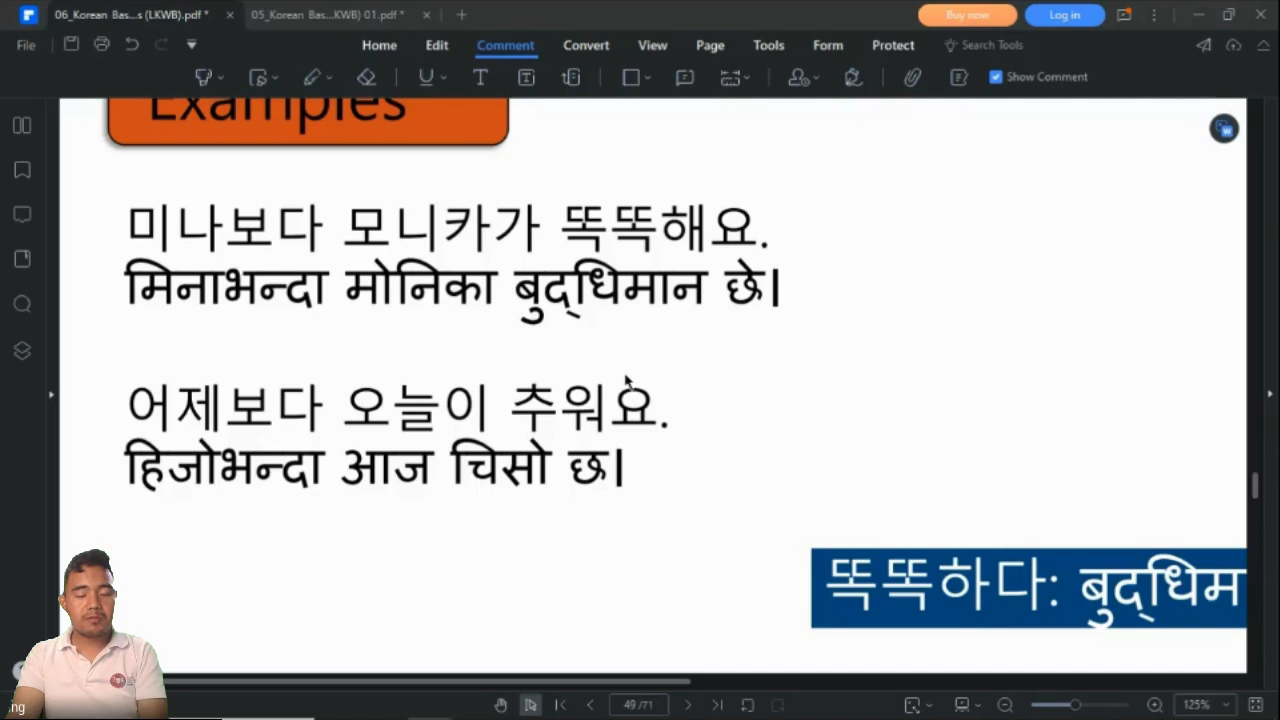 06_Korean Bas...s (LKWB).pdf *
05_Korean Bas...KWB) 01.pdf *
Buy now
Log in
File
Home
Edit
Comment
Convert
View
Page
Tools
Form
Protect
Search Tools
Show Comment
Examples
미나보다 모니카가 똑똑해요.
मिनाभन्दा मोनिका बुद्धिमान छे।
어제보다 오늘이 추워요.
हिजोभन्दा आज चिसो छ।
똑똑하다: बुद्धिम
ng
49/71
125%